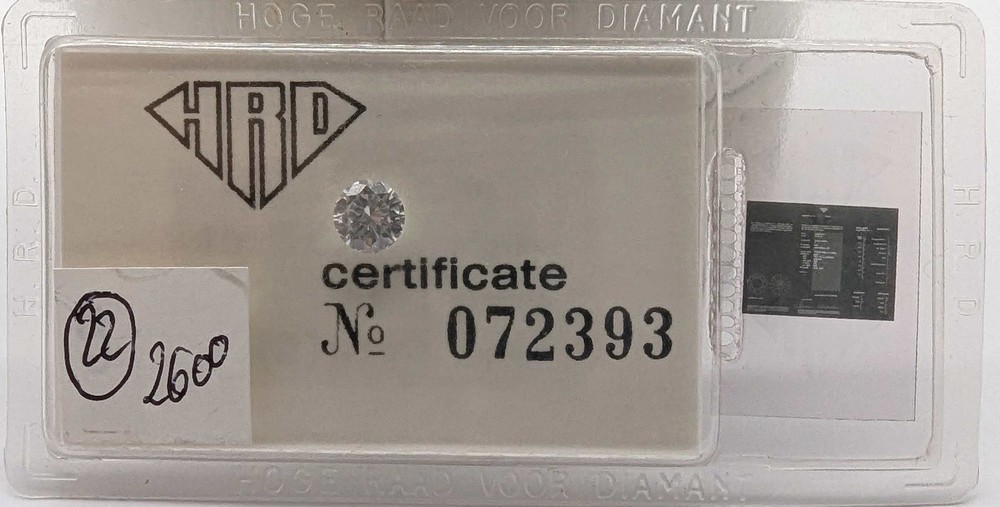 HOGE RAAD VOOR DIAMANT
HRD
certificate
№ 072393
22
2600
H.R.D
H.R.D
HOGE RAAD VOOR DIAMANT